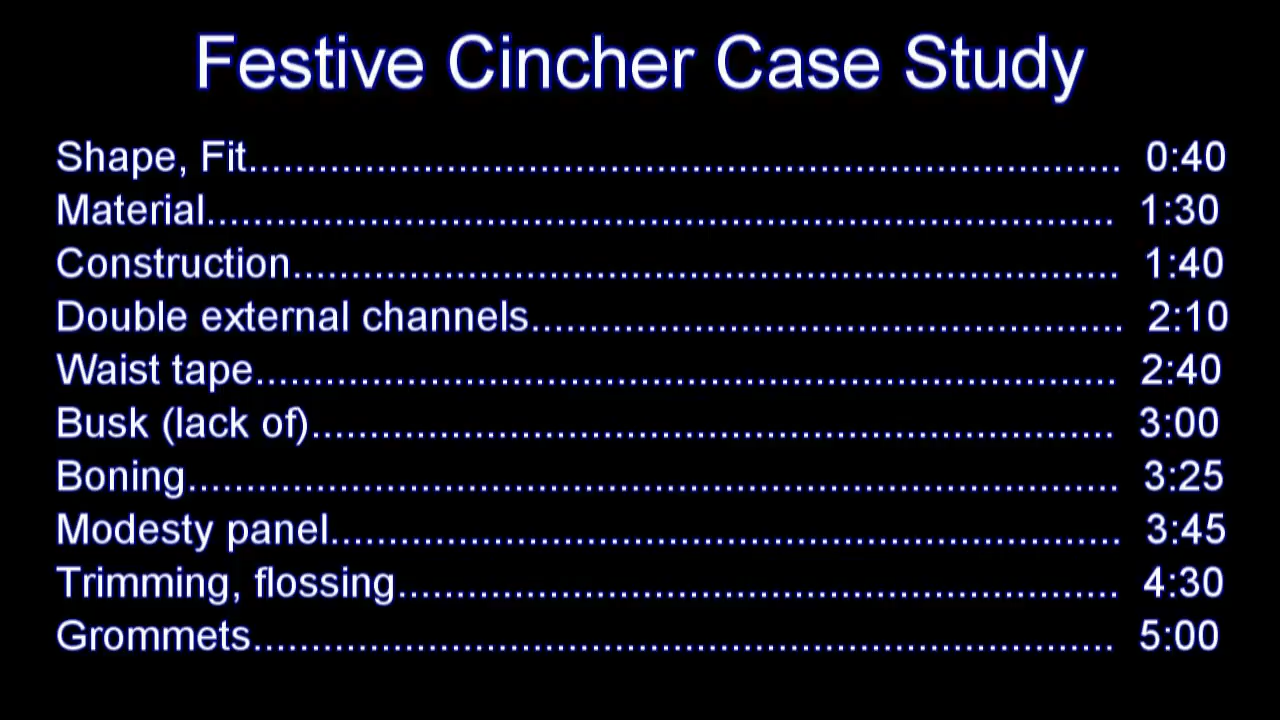 Festive Cincher Case Study
Shape, Fit.......................................................................... 0:40
Material............................................................................. 1:30
Construction...................................................................... 1:40
Double external channels.................................................. 2:10
Waist tape......................................................................... 2:40
Busk (lack of).................................................................... 3:00
Boning............................................................................... 3:25
Modesty panel................................................................... 3:45
Trimming, flossing............................................................. 4:30
Grommets......................................................................... 5:00